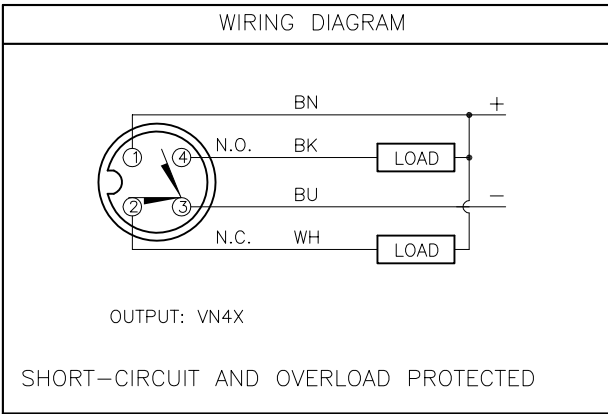 WIRING DIAGRAM
BN +
1 4 N.O. BK LOAD
BU −
2 3
N.C. WH LOAD
OUTPUT: VN4X
SHORT−CIRCUIT AND OVERLOAD PROTECTED